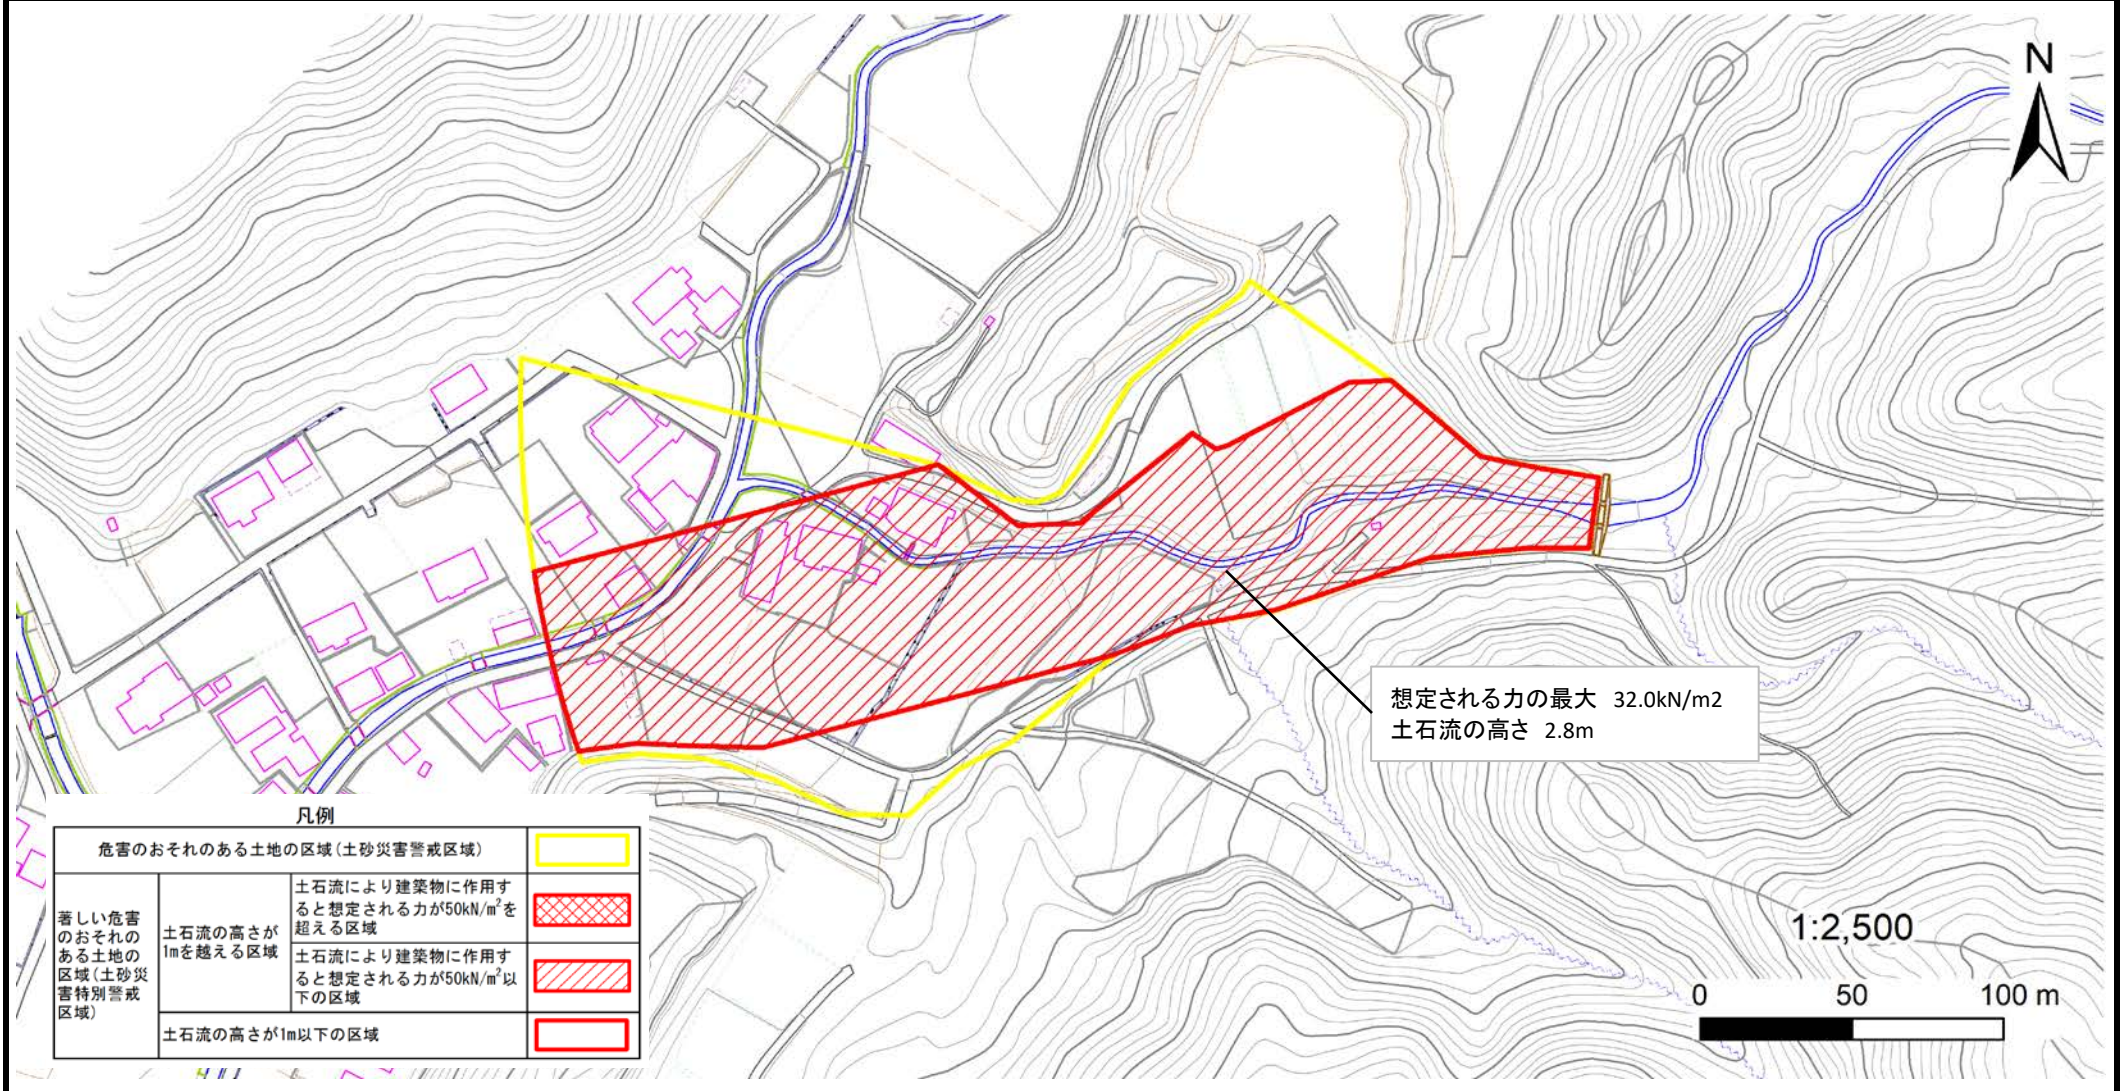 N
想定される力の最大 32.0kN/m2
土石流の高さ 2.8m
凡例
危害のおそれのある土地の区域(土砂災害警戒区域)
著しい危害
のおそれの
ある土地の
区域(土砂災
害特別警戒
区域)
土石流の高さが
1mを越える区域
土石流により建築物に作用す
ると想定される力が50kN/m²を
超える区域
土石流により建築物に作用す
ると想定される力が50kN/m²以
下の区域
土石流の高さが1m以下の区域
1:2,500
0 50 100 m